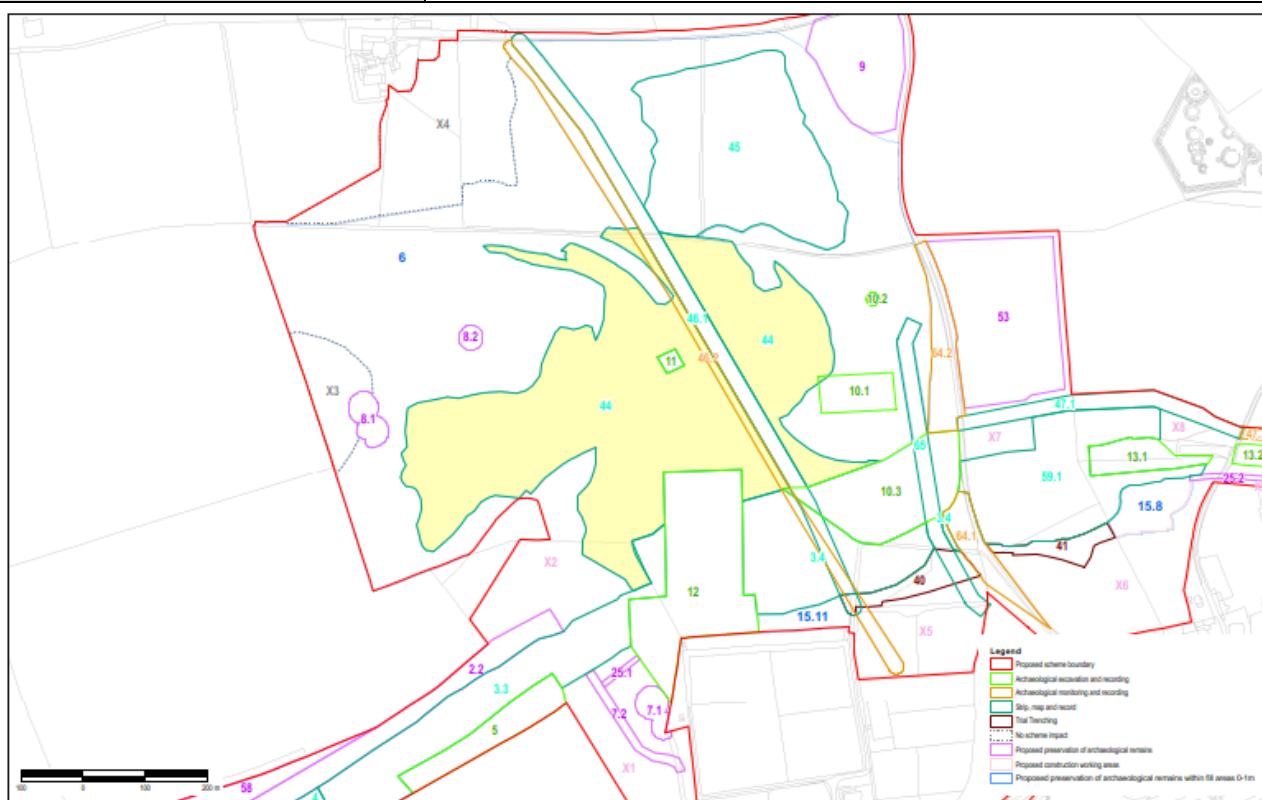 9
X4
45
6
10.2
46.1
53
44
8.2
64.2
11
46.2
X3
10.1
44
47.1
8.1
X8
X7
65
13.1
13.2
59.1
25.2
10.3
15.8
3.4
64.1
41
3.4
X2
40
X6
12
15.11
X5
2.2
25.1
3.3
7.2
7.1
5
X1
58
4
Legend
Proposed scheme boundary
Archaeological excavation and recording
Archaeological monitoring and recording
Strip, map and record
Trial Trenching
No scheme impact
Proposed preservation of archaeological remains
Proposed construction working areas
Proposed preservation of archaeological remains within fill areas 0-1m
100 0 100 200 m